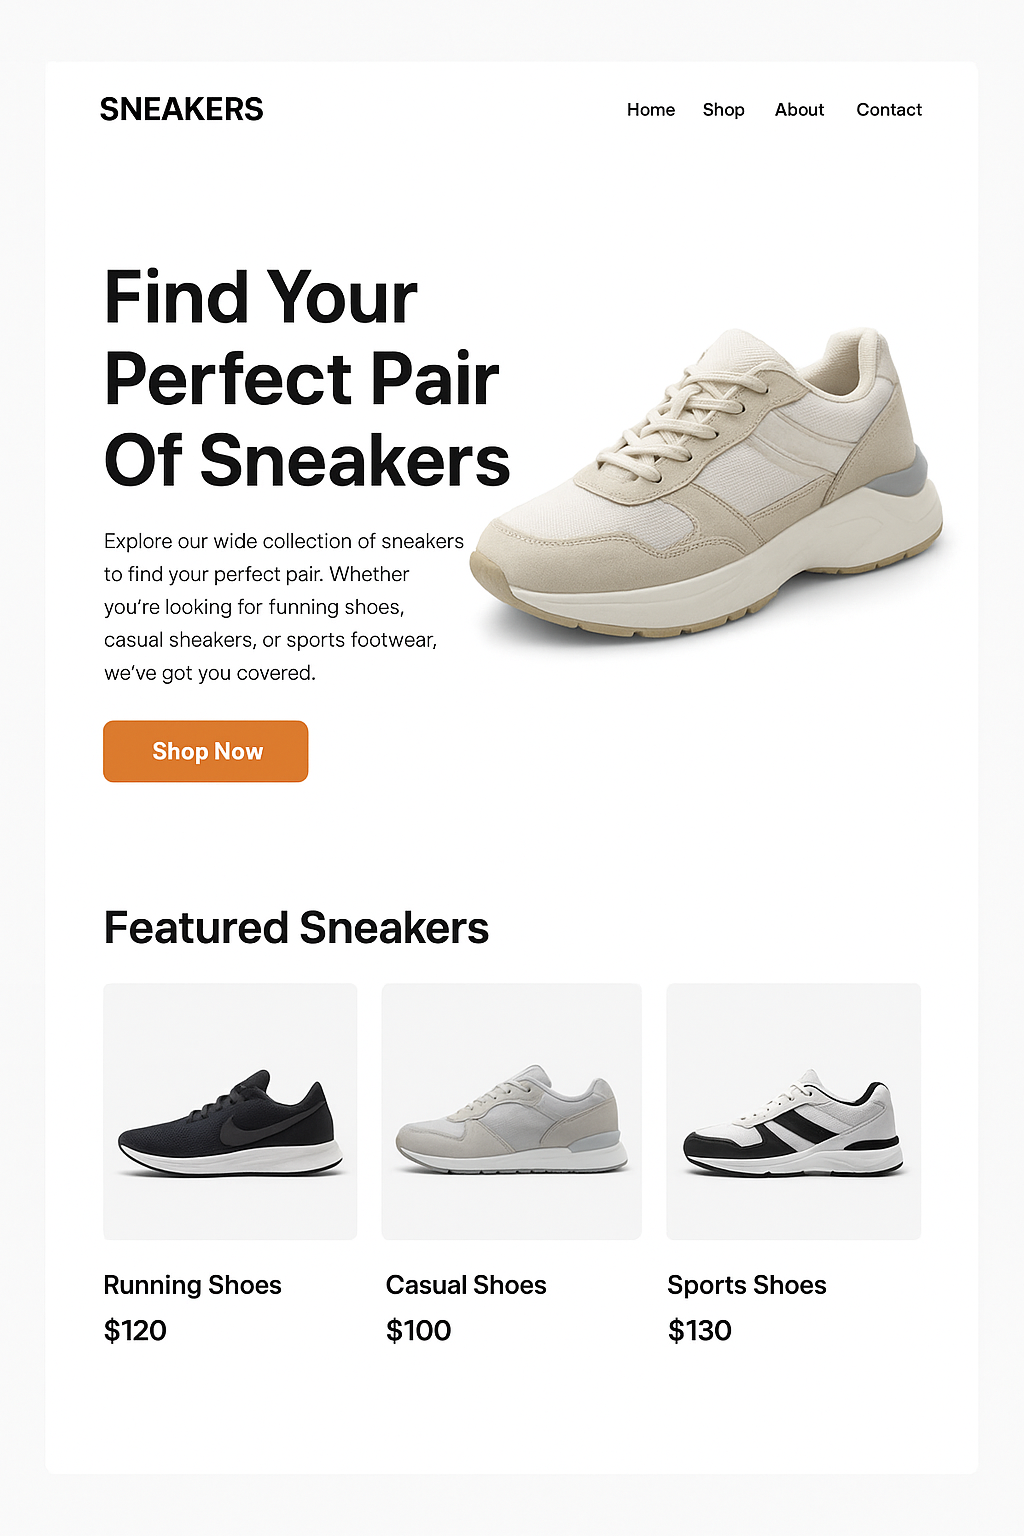 SNEAKERS
Home Shop About Contact
Find Your
Perfect Pair
Of Sneakers
Explore our wide collection of sneakers
to find your perfect pair. Whether
you're looking for funning shoes,
casual sheakers, or sports footwear,
we've got you covered.
Shop Now
Featured Sneakers
Running Shoes
$120
Casual Shoes
$100
Sports Shoes
$130